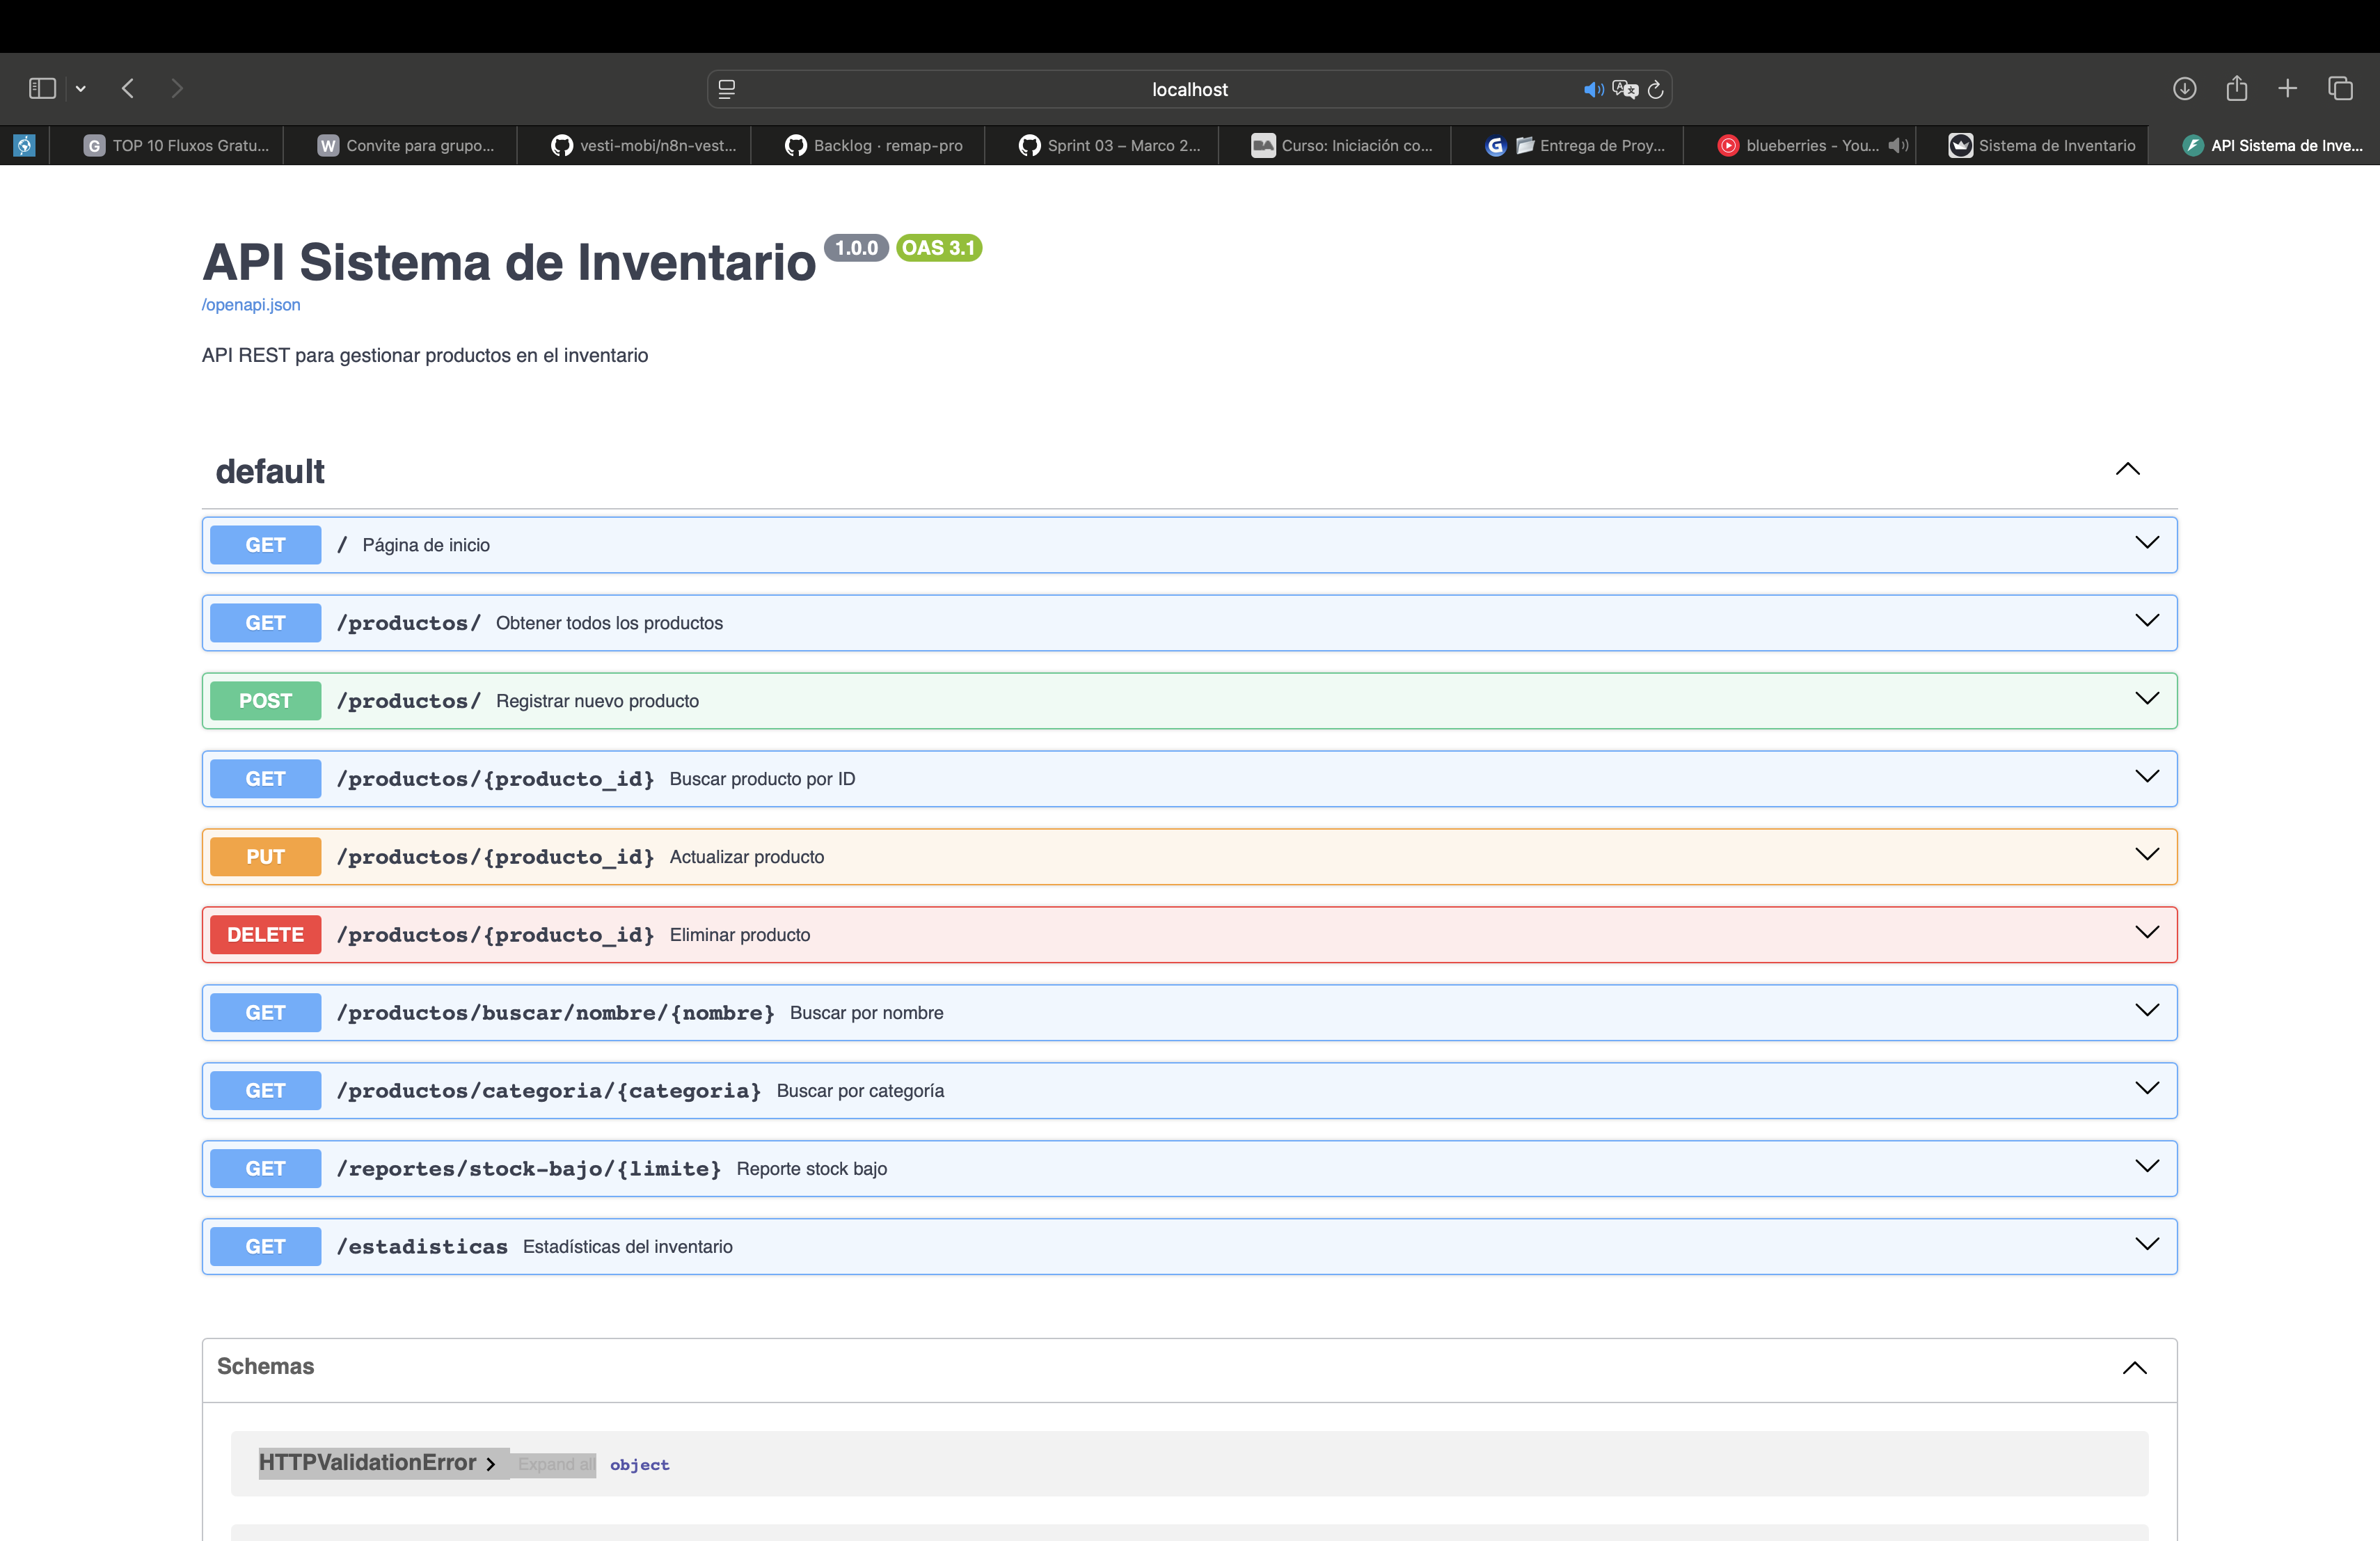 localhost
TOP 10 Fluxos Gratu...
Convite para grupo...
vesti-mobi/n8n-vest...
Backlog · remap-pro
Sprint 03 – Marco 2...
Curso: Iniciación co...
Entrega de Proy...
blueberries - You...
Sistema de Inventario
API Sistema de Inve...
API Sistema de Inventario 1.0.0 OAS 3.1
/openapi.json
API REST para gestionar productos en el inventario
default
GET / Página de inicio
GET /productos/ Obtener todos los productos
POST /productos/ Registrar nuevo producto
GET /productos/{producto_id} Buscar producto por ID
PUT /productos/{producto_id} Actualizar producto
DELETE /productos/{producto_id} Eliminar producto
GET /productos/buscar/nombre/{nombre} Buscar por nombre
GET /productos/categoria/{categoria} Buscar por categoría
GET /reportes/stock-bajo/{limite} Reporte stock bajo
GET /estadisticas Estadísticas del inventario
Schemas
HTTPValidationError Expand all object